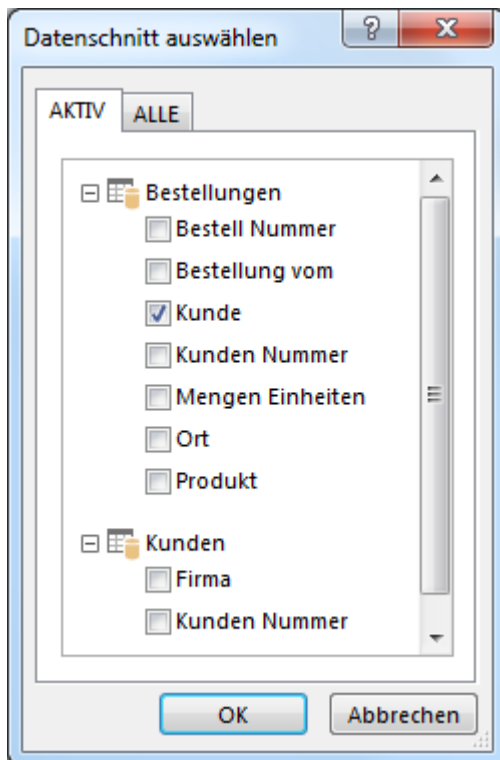 Datenschnitt auswählen
AKTIV ALLE
Bestellungen
Bestell Nummer
Bestellung vom
Kunde
Kunden Nummer
Mengen Einheiten
Ort
Produkt
Kunden
Firma
Kunden Nummer
OK Abbrechen